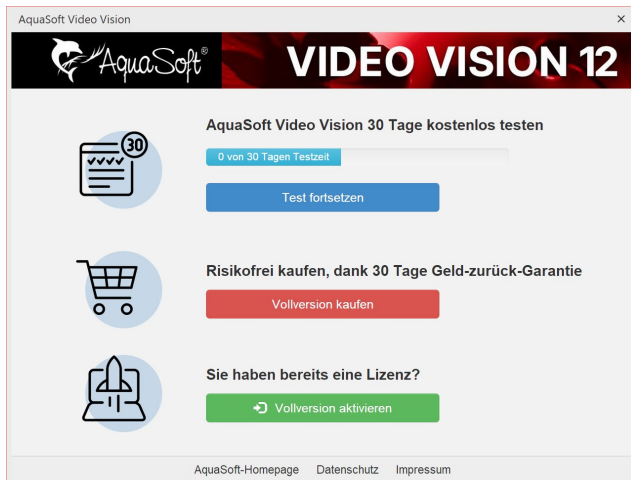 AquaSoft Video Vision
AquaSoft®
VIDEO VISION 12
30
AquaSoft Video Vision 30 Tage kostenlos testen
0 von 30 Tagen Testzeit
Test fortsetzen
Risikofrei kaufen, dank 30 Tage Geld-zurück-Garantie
Vollversion kaufen
Sie haben bereits eine Lizenz?
Vollversion aktivieren
AquaSoft-Homepage Datenschutz Impressum